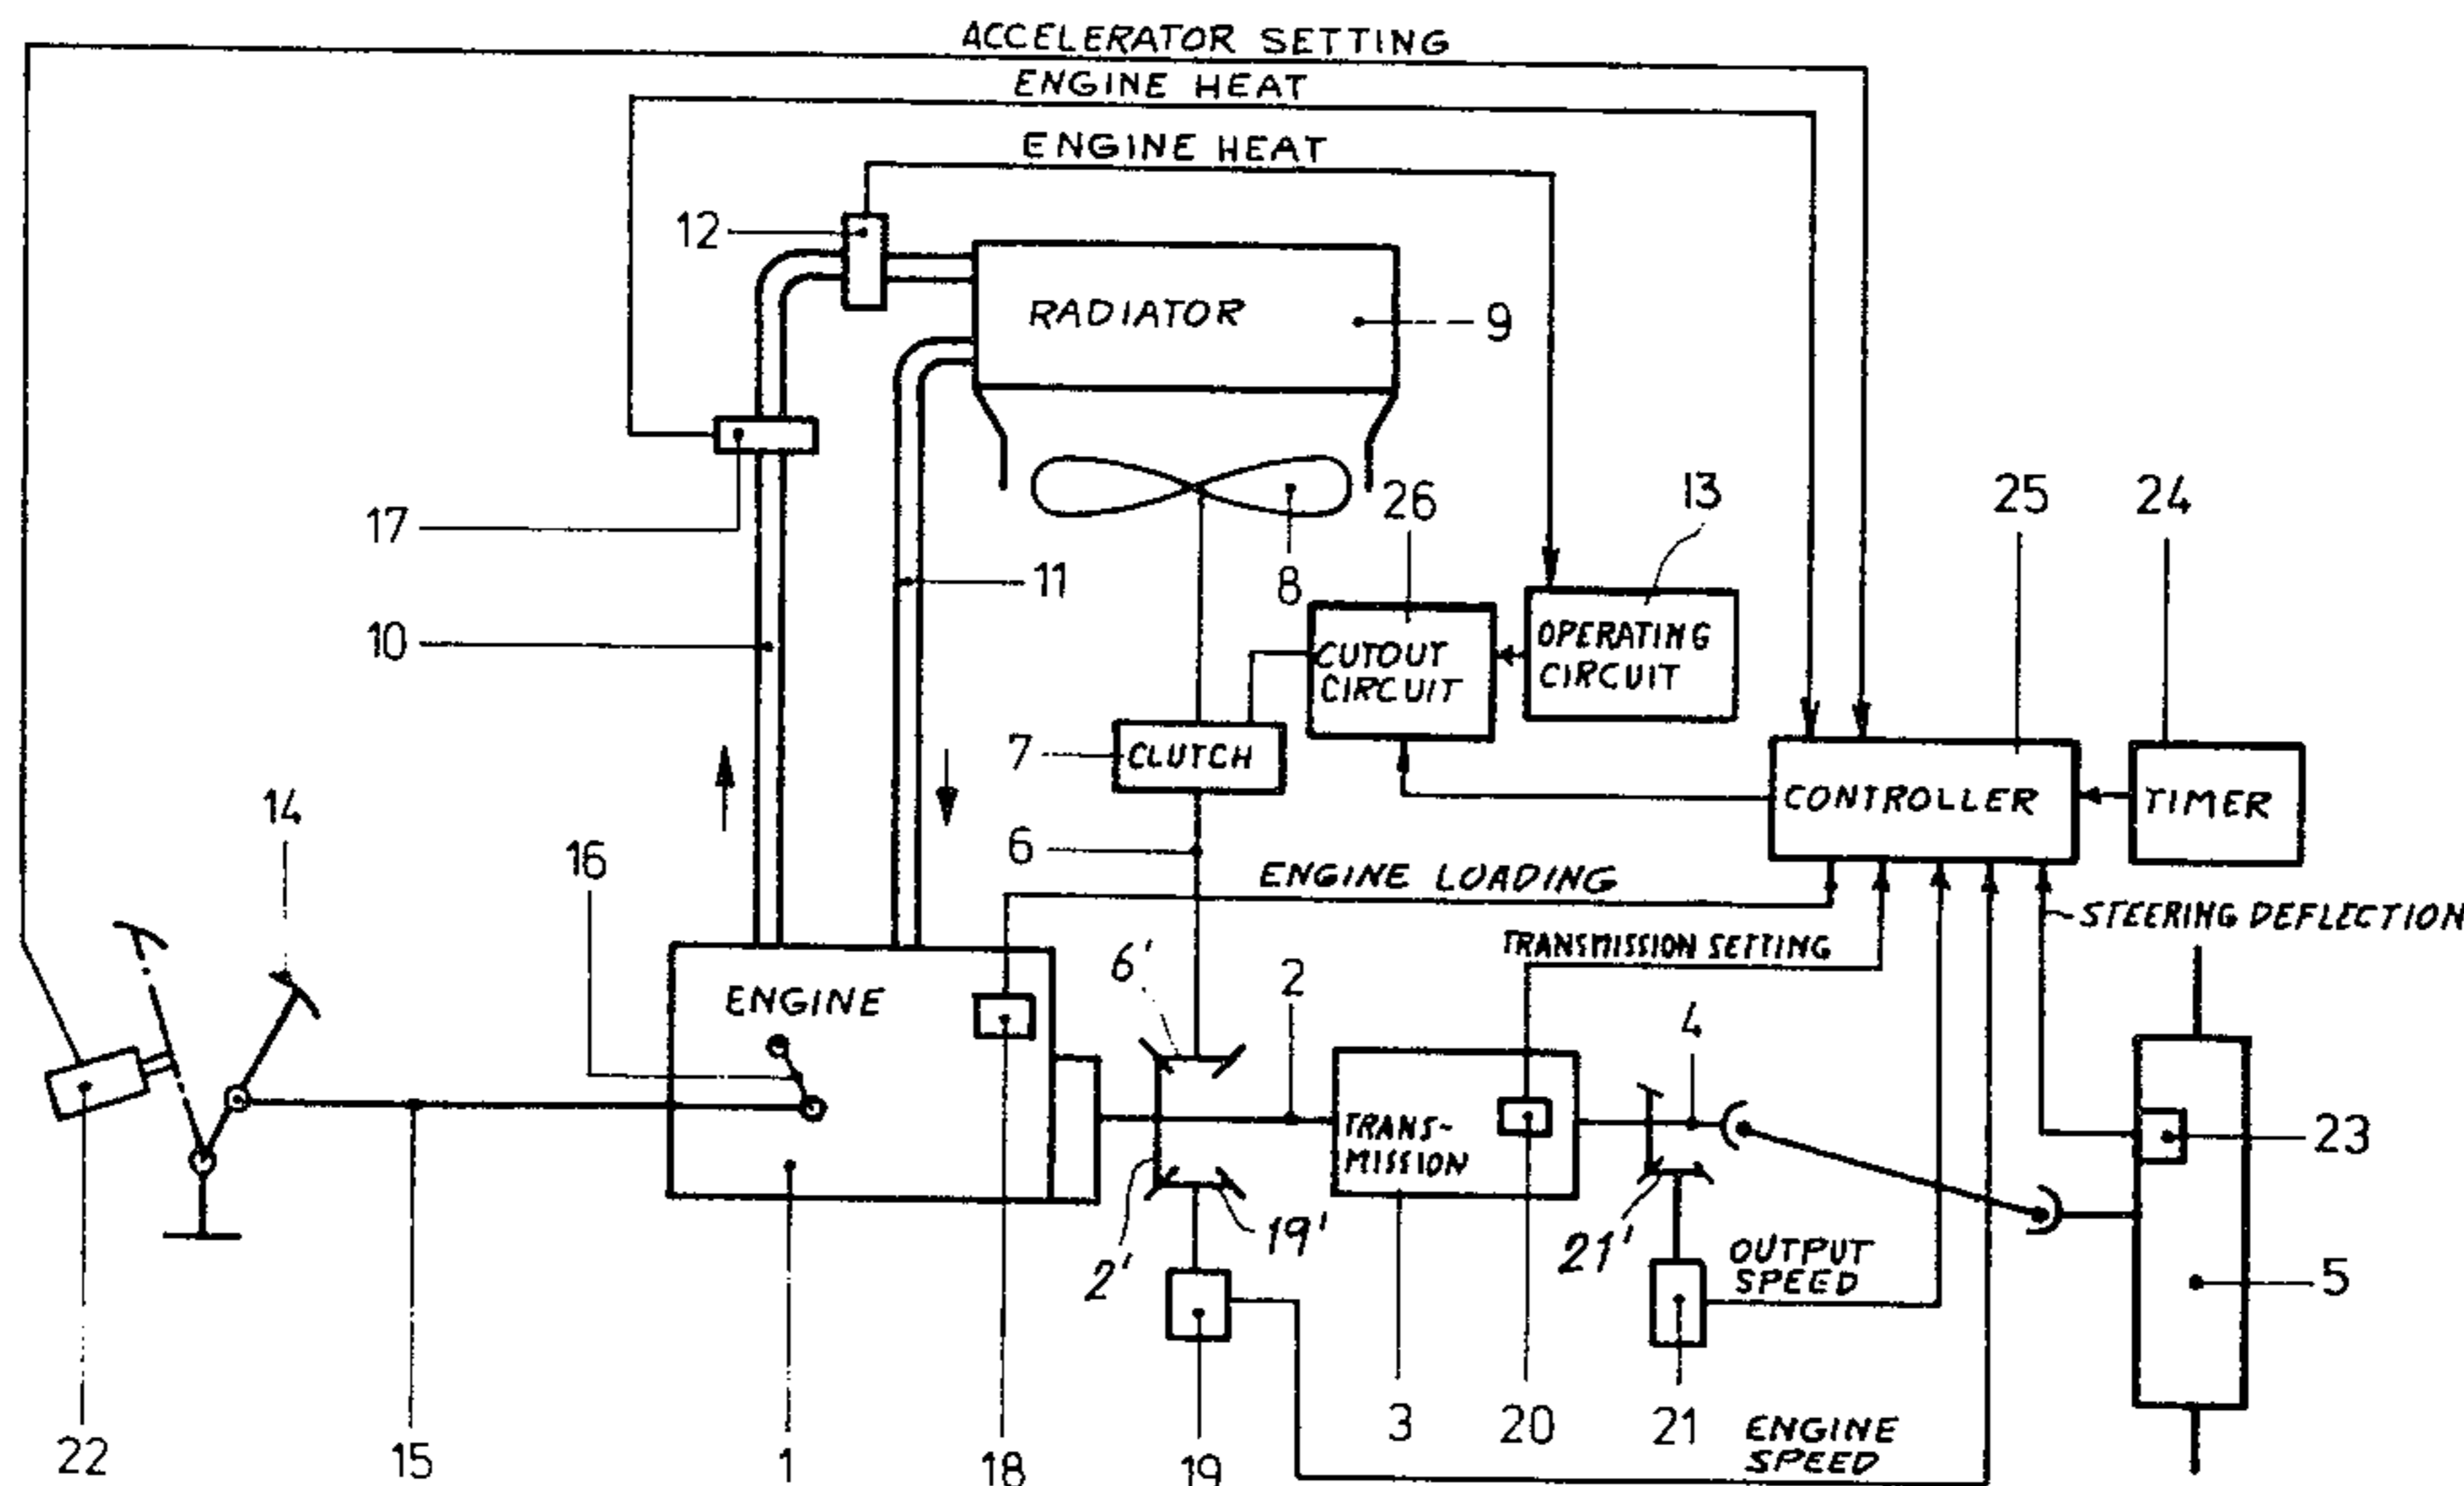 ACCELERATOR SETTING
ENGINE HEAT
ENGINE HEAT
12
RADIATOR
9
17
26
13
25
24
11
8
10
OPERATING
CIRCUIT
CUTOUT
CIRCUIT
7
CLUTCH
CONTROLLER
TIMER
14
16
6
ENGINE LOADING
STEERING DEFLECTION
TRANSMISSION SETTING
6'
2
4
ENGINE
TRANS-
MISSION
23
19'
2'
21'
OUTPUT
SPEED
5
22
15
1
18
19
3
20
21
ENGINE
SPEED